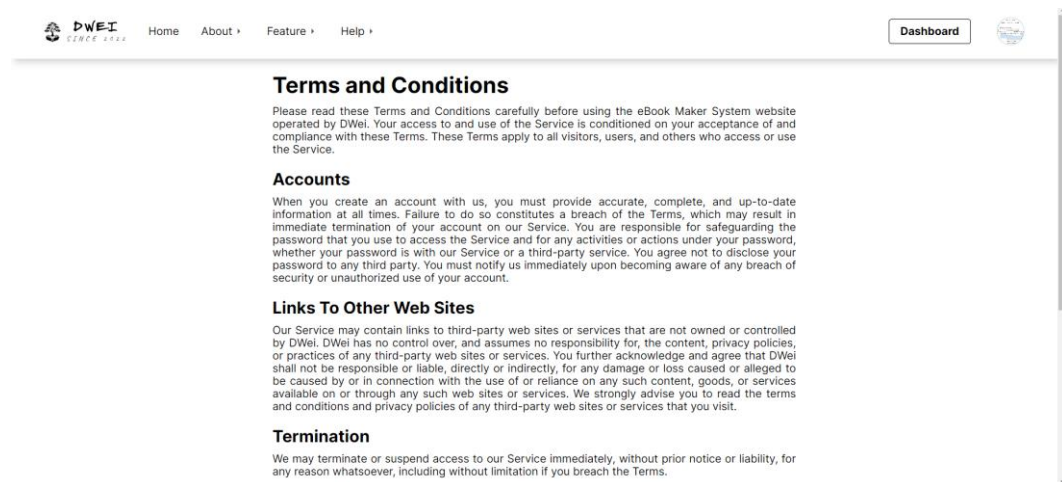 DWEI
SINCE 2022
Home About Feature Help
Dashboard
Terms and Conditions
Please read these Terms and Conditions carefully before using the eBook Maker System website
operated by DWei. Your access to and use of the Service is conditioned on your acceptance of and
compliance with these Terms. These Terms apply to all visitors, users, and others who access or use
the Service.
Accounts
When you create an account with us, you must provide accurate, complete, and up-to-date
information at all times. Failure to do so constitutes a breach of the Terms, which may result in
immediate termination of your account on our Service. You are responsible for safeguarding the
password that you use to access the Service and for any activities or actions under your password,
whether your password is with our Service or a third-party service. You agree not to disclose your
password to any third party. You must notify us immediately upon becoming aware of any breach of
security or unauthorized use of your account.
Links To Other Web Sites
Our Service may contain links to third-party web sites or services that are not owned or controlled
by DWei. DWei has no control over, and assumes no responsibility for, the content, privacy policies,
or practices of any third-party web sites or services. You further acknowledge and agree that DWei
shall not be responsible or liable, directly or indirectly, for any damage or loss caused or alleged to
be caused by or in connection with the use of or reliance on any such content, goods, or services
available on or through any such web sites or services. We strongly advise you to read the terms
and conditions and privacy policies of any third-party web sites or services that you visit.
Termination
We may terminate or suspend access to our Service immediately, without prior notice or liability, for
any reason whatsoever, including without limitation if you breach the Terms.